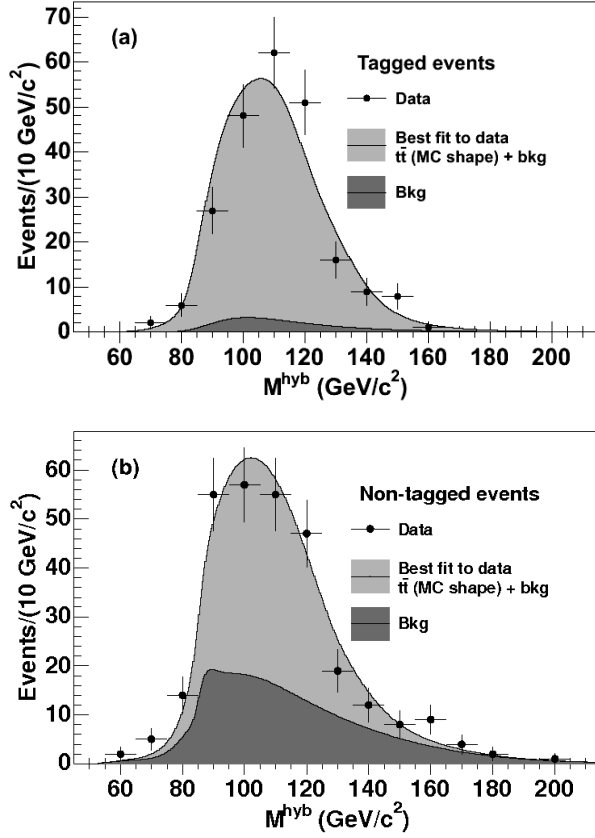 (a)
Tagged events
Data
Best fit to data
tt̄ (MC shape) + bkg
Bkg
Events/(10 GeV/c²)
70
60
50
40
30
20
10
0
60 80 100 120 140 160 180 200
M^hyb (GeV/c²)
(b)
Non-tagged events
Data
Best fit to data
tt̄ (MC shape) + bkg
Bkg
Events/(10 GeV/c²)
60
50
40
30
20
10
0
60 80 100 120 140 160 180 200
M^hyb (GeV/c²)